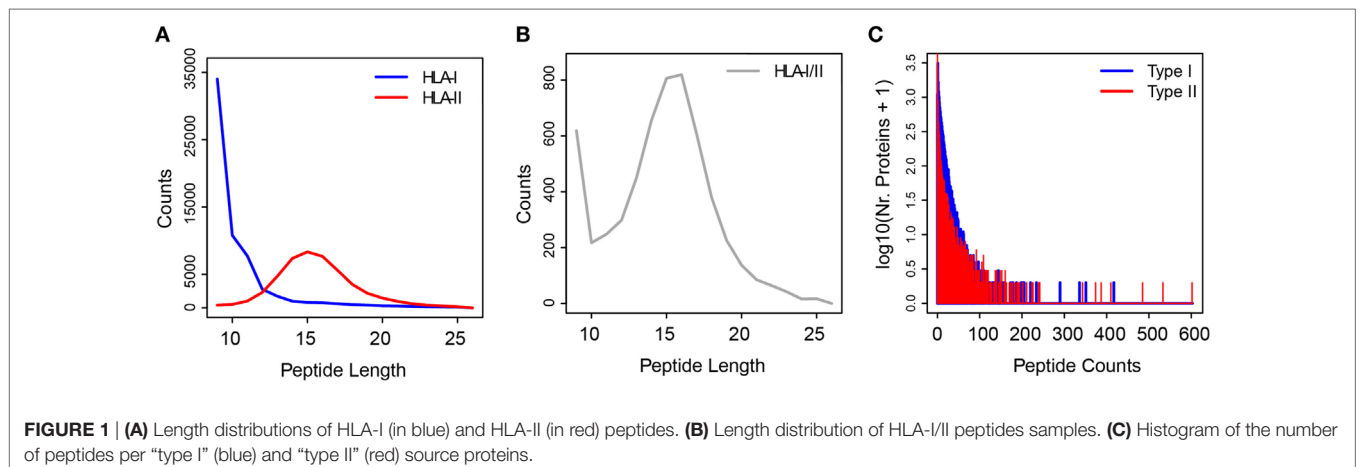 A
Counts
0
5000
15000
25000
35000
HLA-I
HLA-II
10
15
20
25
Peptide Length
B
Counts
0
200
400
600
800
HLA-I/II
10
15
20
25
Peptide Length
C
log10(Nr. Proteins + 1)
0.0
0.5
1.0
1.5
2.0
2.5
3.0
3.5
Type I
Type II
0
100
200
300
400
500
600
Peptide Counts
FIGURE 1 | (A) Length distributions of HLA-I (in blue) and HLA-II (in red) peptides. (B) Length distribution of HLA-I/II peptides samples. (C) Histogram of the number
of peptides per “type I” (blue) and “type II” (red) source proteins.